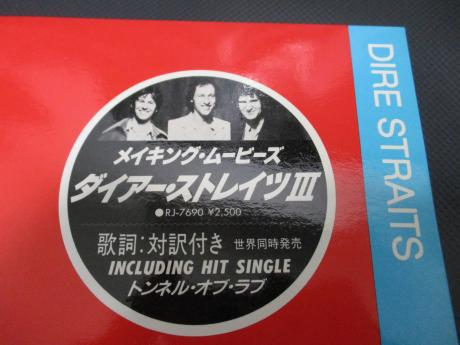 メイキング・ムービーズ
ダイアー・ストレイツⅢ
●RJ-7690 ¥2,500
歌詞:対訳付き 世界同時発売
INCLUDING HIT SINGLE
トンネル・オブ・ラブ
DIRE STRAITS